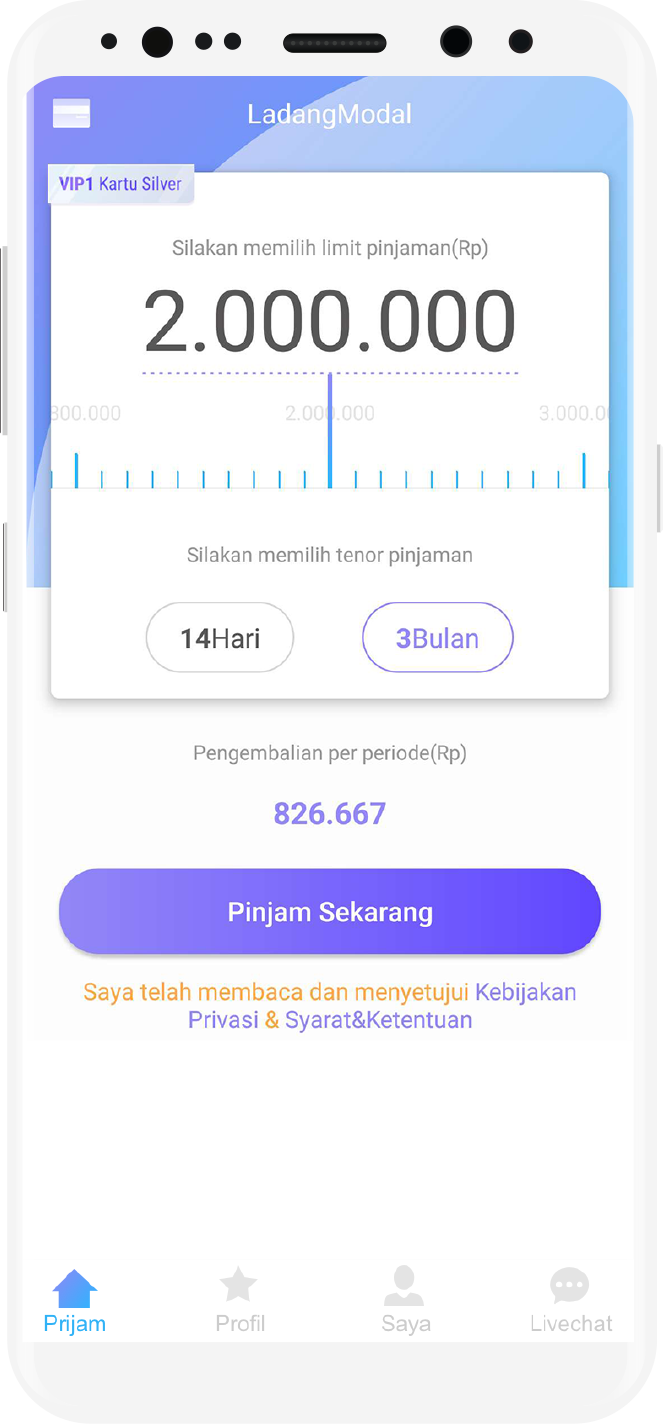 LadangModal
VIP1 Kartu Silver
Silakan memilih limit pinjaman(Rp)
2.000.000
800.000 2.000.000 3.000.00
Silakan memilih tenor pinjaman
14Hari 3Bulan
Pengembalian per periode(Rp)
826.667
Pinjam Sekarang
Saya telah membaca dan menyetujui Kebijakan
Privasi & Syarat&Ketentuan
Prijam Profil Saya Livechat